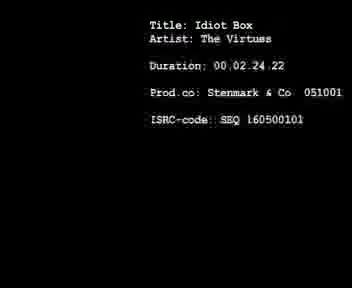 Title: Idiot Box
Artist: The Virtues
Duration: 00.02.24.22
Prod.co: Stenmark & Co 051001
ISRC-code: SEQ 160500101